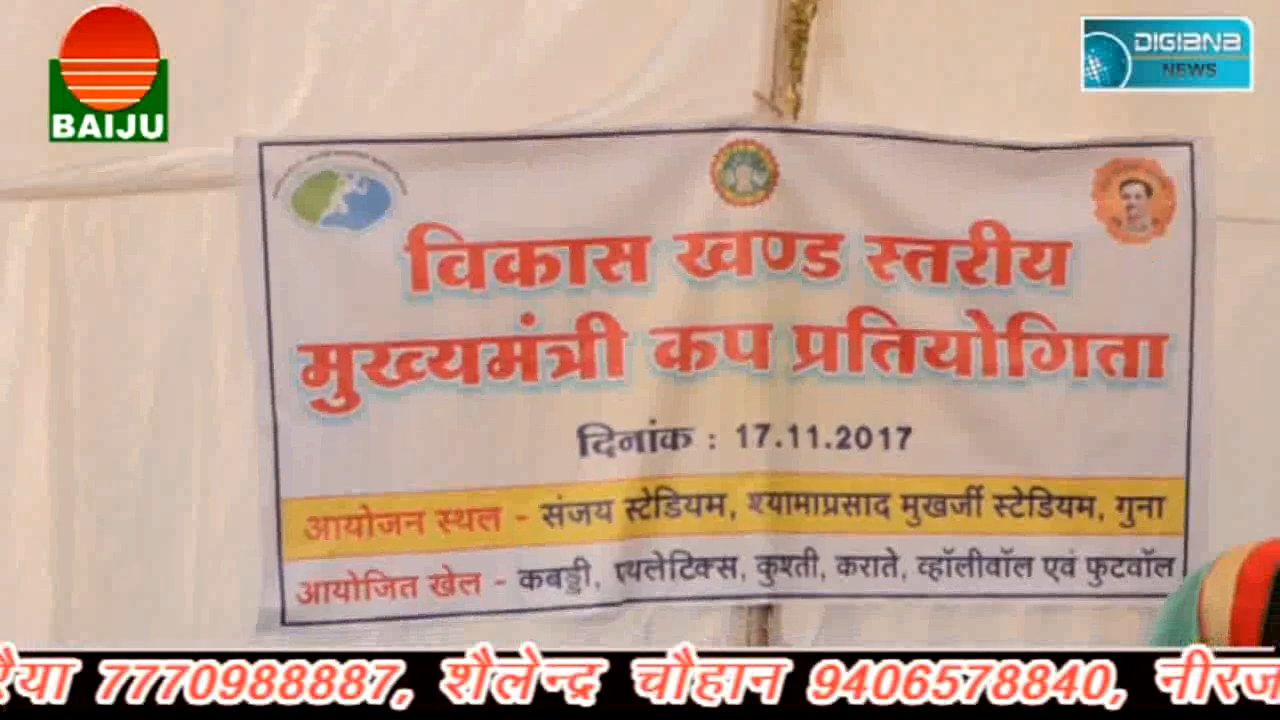 BAIJU
DIGIANA
NEWS
विकास खण्ड स्तरीय
मुख्यमंत्री कप प्रतियोगिता
दिनांक : 17.11.2017
आयोजन स्थल - संजय स्टेडियम, श्यामाप्रसाद मुखर्जी स्टेडियम, गुना
आयोजित खेल - कबड्डी, एथलेटिक्स, कुश्ती, कराते, व्हॉलीवॉल एवं फुटवॉल
7770988887, शैलेन्द्र चौहान 9406578840, नीरज